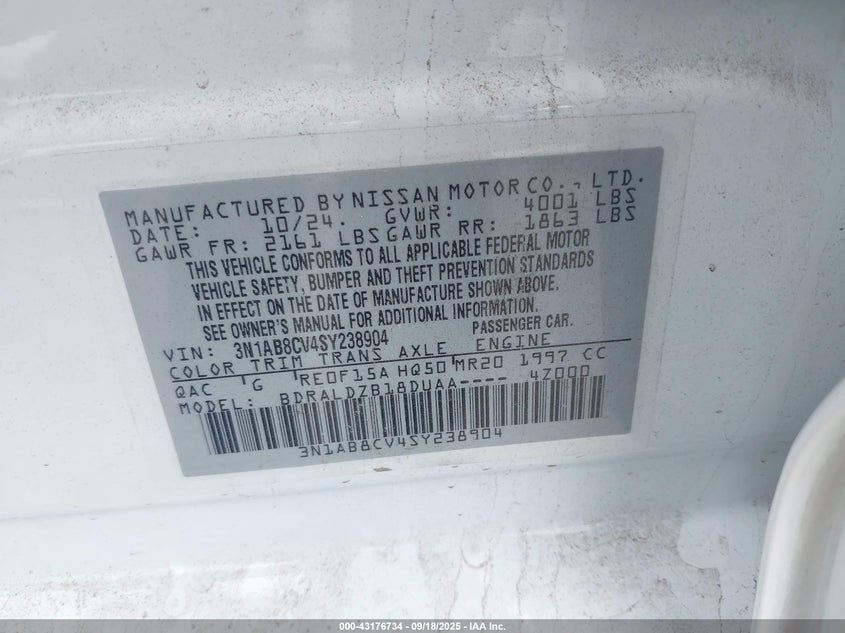 MANUFACTURED BY NISSAN MOTOR CO., LTD.
DATE: 10/24. GVWR: 4001 LBS
GAWR FR: 2161 LBS GAWR RR: 1863 LBS
THIS VEHICLE CONFORMS TO ALL APPLICABLE FEDERAL MOTOR
VEHICLE SAFETY, BUMPER AND THEFT PREVENTION STANDARDS
IN EFFECT ON THE DATE OF MANUFACTURE SHOWN ABOVE,
SEE OWNER'S MANUAL FOR ADDITIONAL INFORMATION.
VIN: 3N1AB8CV4SY238904 PASSENGER CAR.
COLOR TRIM TRANS AXLE ENGINE
QAC G RE0F15A HQ50 MR20 1997 CC
MODEL: BDRALDZB18DUAA---- 4Z000
3N1AB8CV4SY238904
000-43176734 - 09/18/2025 - IAA Inc.